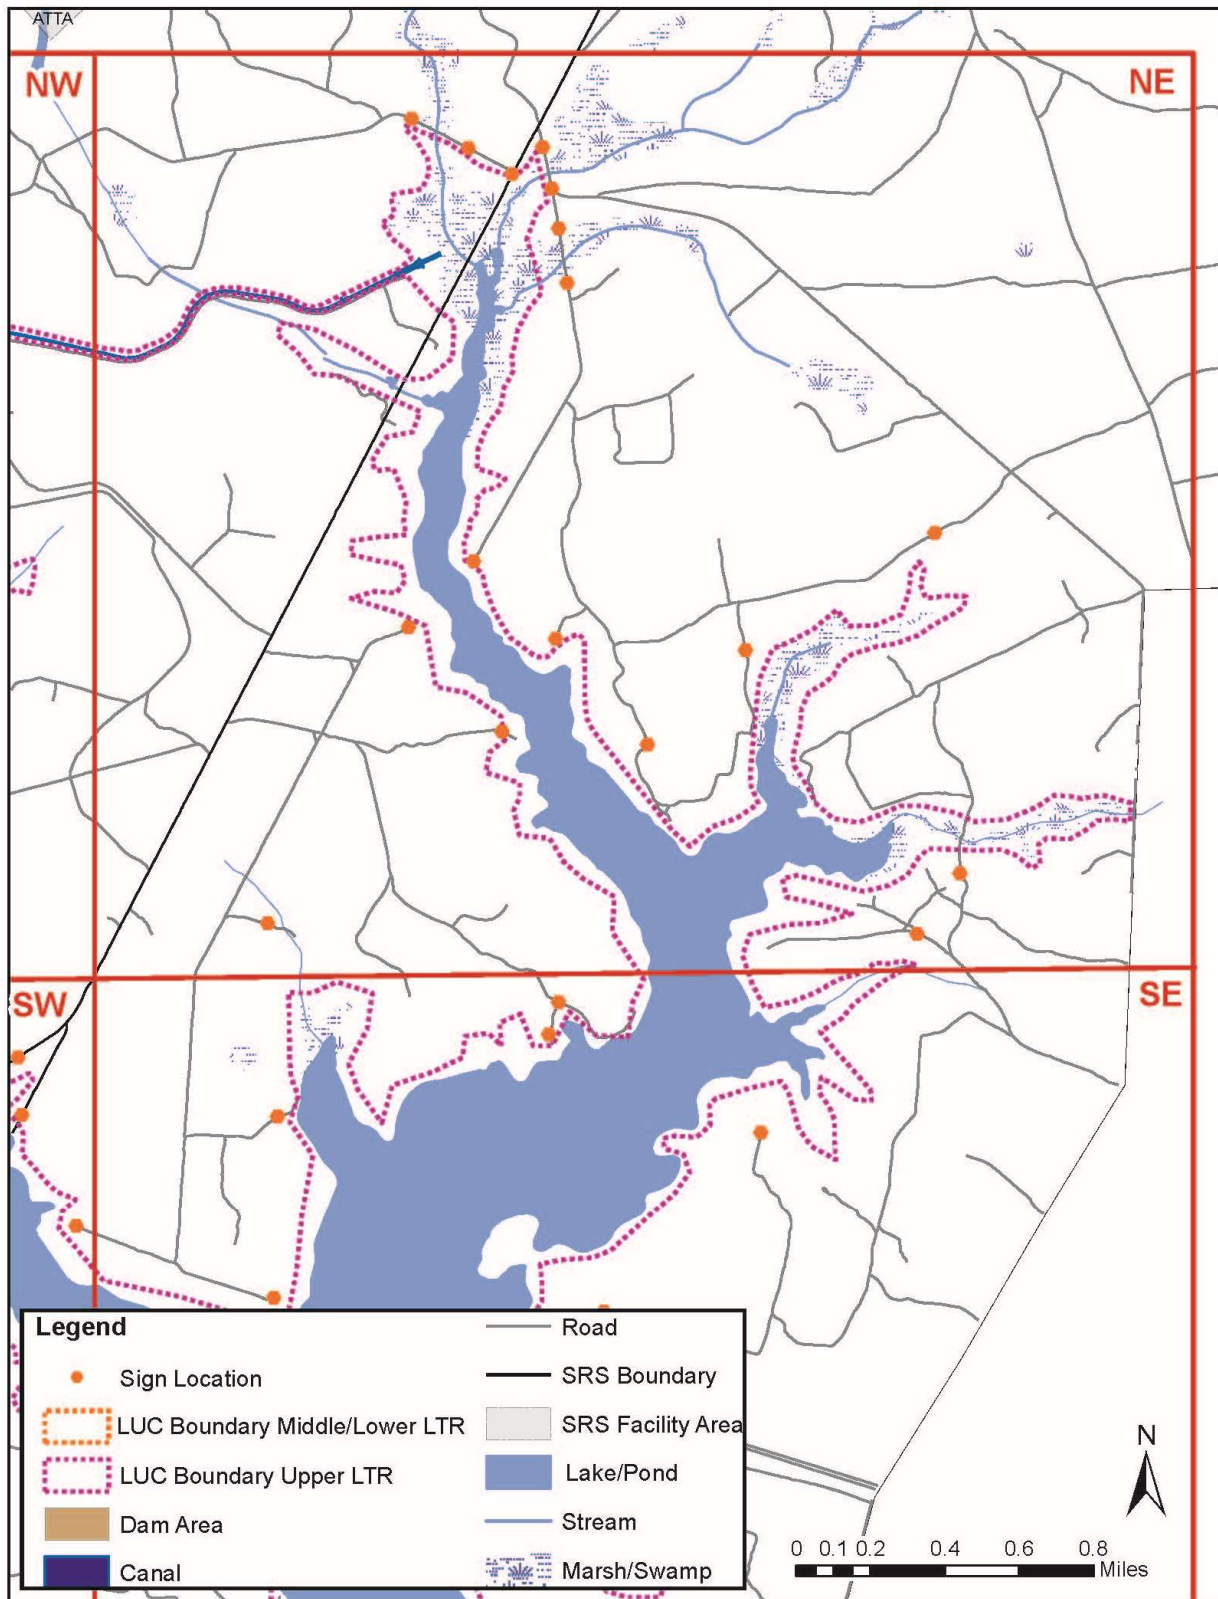 ATTA
NW
NE
SW
SE
Legend
Sign Location
LUC Boundary Middle/Lower LTR
LUC Boundary Upper LTR
Dam Area
Canal
Road
SRS Boundary
SRS Facility Area
Lake/Pond
Stream
Marsh/Swamp
N
0 0.1 0.2 0.4 0.6 0.8
Miles